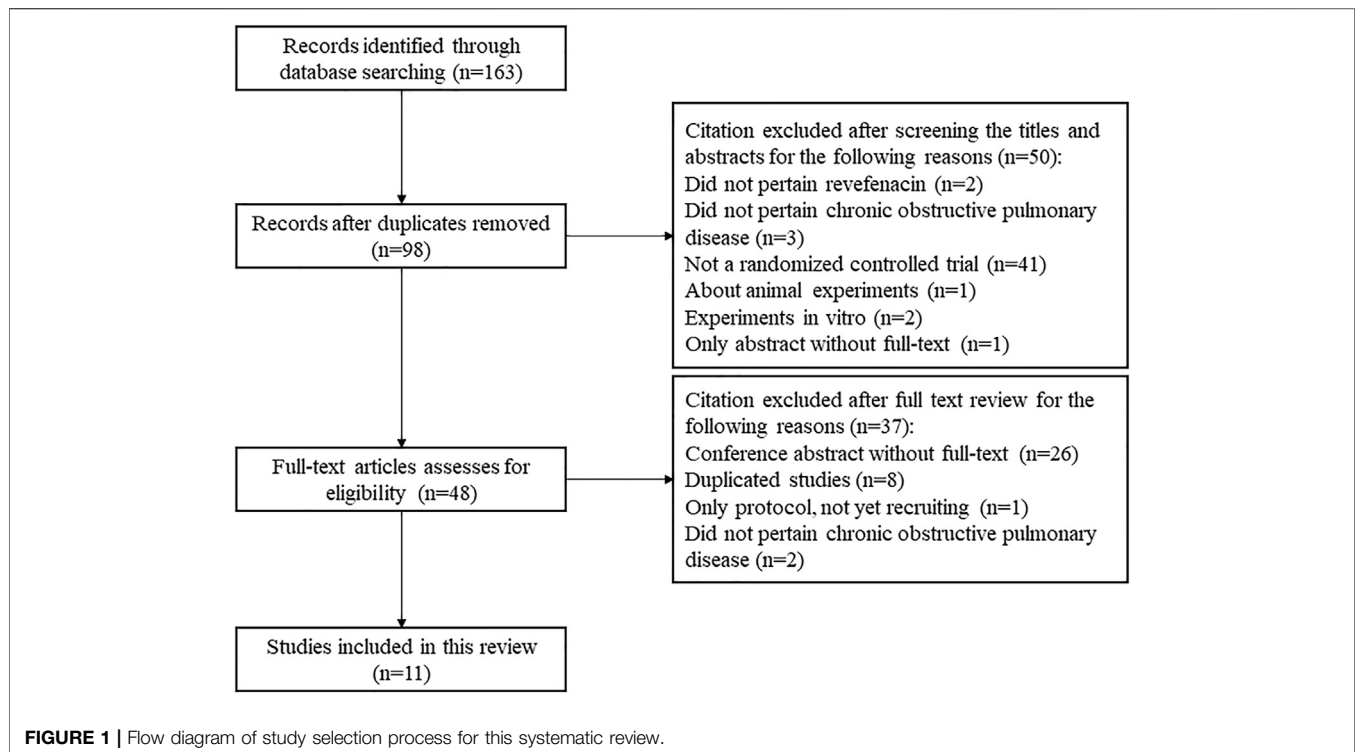 Records identified through
database searching (n=163)
Citation excluded after screening the titles and
abstracts for the following reasons (n=50):
Did not pertain revefenacin (n=2)
Did not pertain chronic obstructive pulmonary
disease (n=3)
Not a randomized controlled trial (n=41)
About animal experiments (n=1)
Experiments in vitro (n=2)
Only abstract without full-text (n=1)
Records after duplicates removed
(n=98)
Citation excluded after full text review for the
following reasons (n=37):
Conference abstract without full-text (n=26)
Duplicated studies (n=8)
Only protocol, not yet recruiting (n=1)
Did not pertain chronic obstructive pulmonary
disease (n=2)
Full-text articles assesses for
eligibility (n=48)
Studies included in this review
(n=11)
FIGURE 1 | Flow diagram of study selection process for this systematic review.